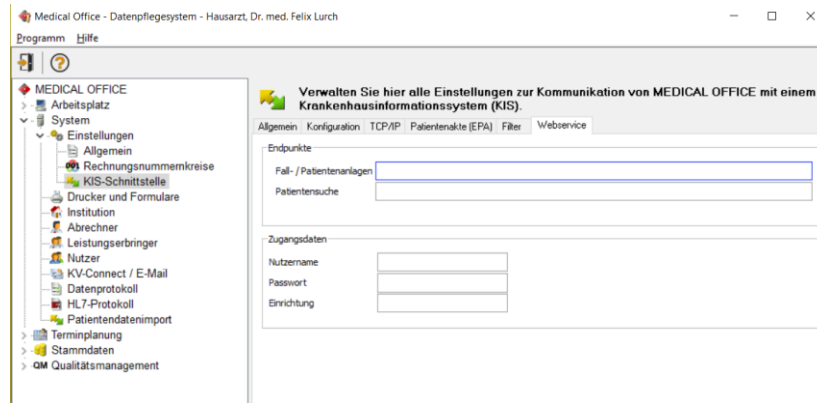 Medical Office - Datenpflegesystem - Hausarzt, Dr. med. Felix Lurch
Programm Hilfe
MEDICAL OFFICE
Arbeitsplatz
System
Einstellungen
Allgemein
Rechnungsnummernkreise
KIS-Schnittstelle
Drucker und Formulare
Institution
Abrechner
Leistungserbringer
Nutzer
KV-Connect / E-Mail
Datenprotokoll
HL7-Protokoll
Patientendatenimport
Terminplanung
Stammdaten
QM Qualitätsmanagement
Verwalten Sie hier alle Einstellungen zur Kommunikation von MEDICAL OFFICE mit einem
Krankenhausinformationssystem (KIS).
Allgemein Konfiguration TCP/IP Patientenakte (EPA) Filter Webservice
Endpunkte
Fall- / Patientenanlagen
Patientensuche
Zugangsdaten
Nutzername
Passwort
Einrichtung